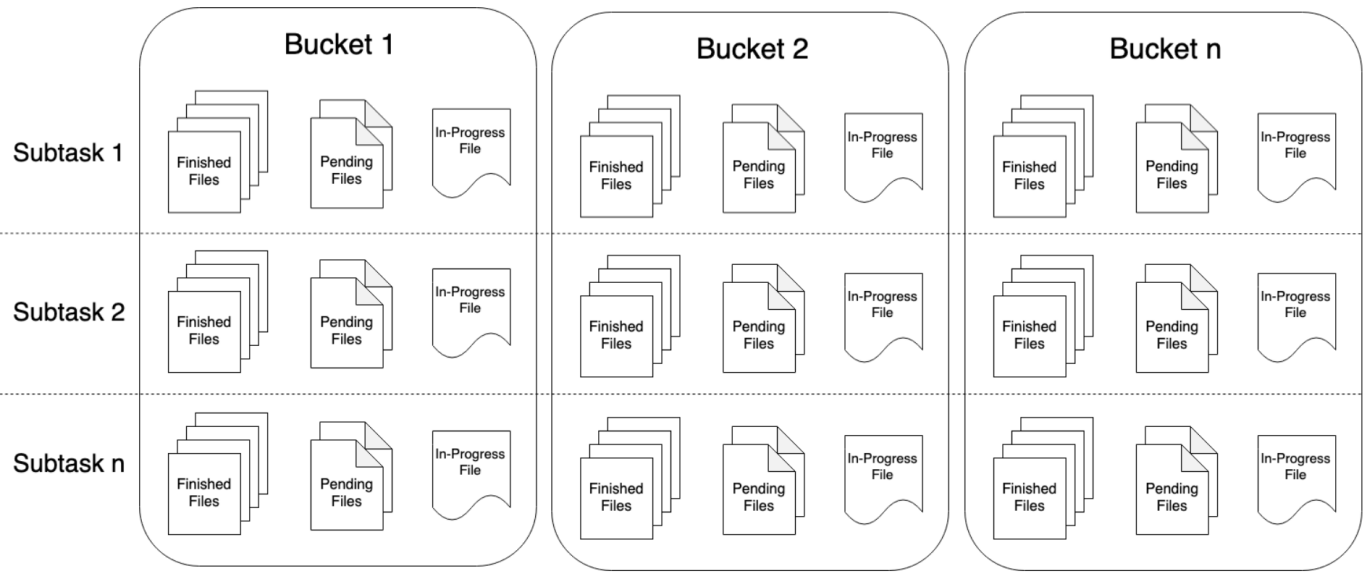 Bucket 1
Bucket 2
Bucket n
Subtask 1
Finished
Files
Pending
Files
In-Progress
File
Finished
Files
Pending
Files
In-Progress
File
Finished
Files
Pending
Files
In-Progress
File
Subtask 2
Finished
Files
Pending
Files
In-Progress
File
Finished
Files
Pending
Files
In-Progress
File
Finished
Files
Pending
Files
In-Progress
File
Subtask n
Finished
Files
Pending
Files
In-Progress
File
Finished
Files
Pending
Files
In-Progress
File
Finished
Files
Pending
Files
In-Progress
File